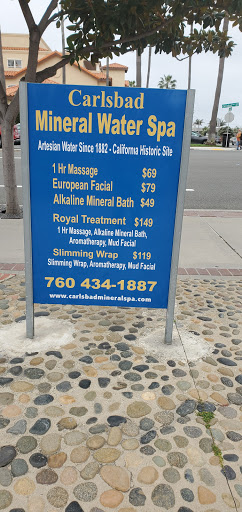 Carlsbad
Mineral Water Spa
Artesian Water Since 1882 - California Historic Site
1 Hr Massage $69
European Facial $79
Alkaline Mineral Bath $49
Royal Treatment $149
1 Hr Massage, Alkaline Mineral Bath,
Aromatherapy, Mud Facial
Slimming Wrap $119
Slimming Wrap, Aromatherapy, Mud Facial
760 434-1887
www.carlsbadmineralspa.com